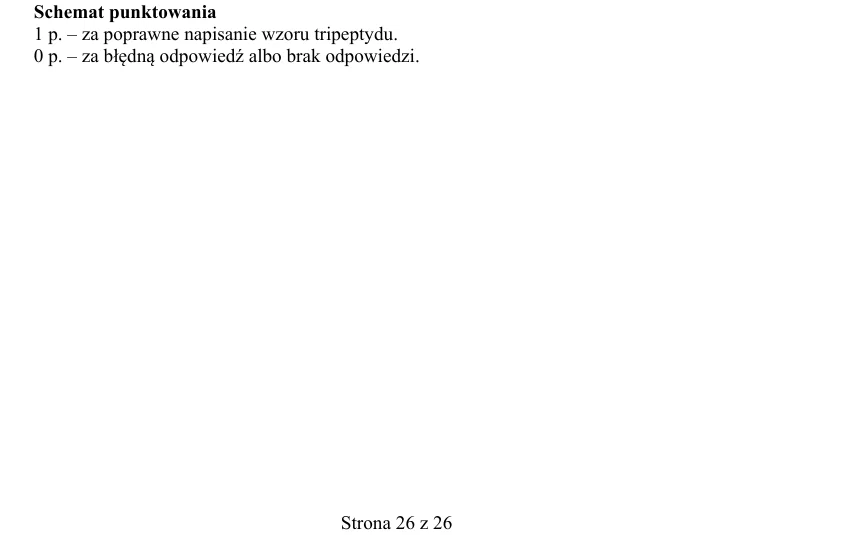 Schemat punktowania
1 p. – za poprawne napisanie wzoru tripeptydu.
0 p. – za błędną odpowiedź albo brak odpowiedzi.
Strona 26 z 26